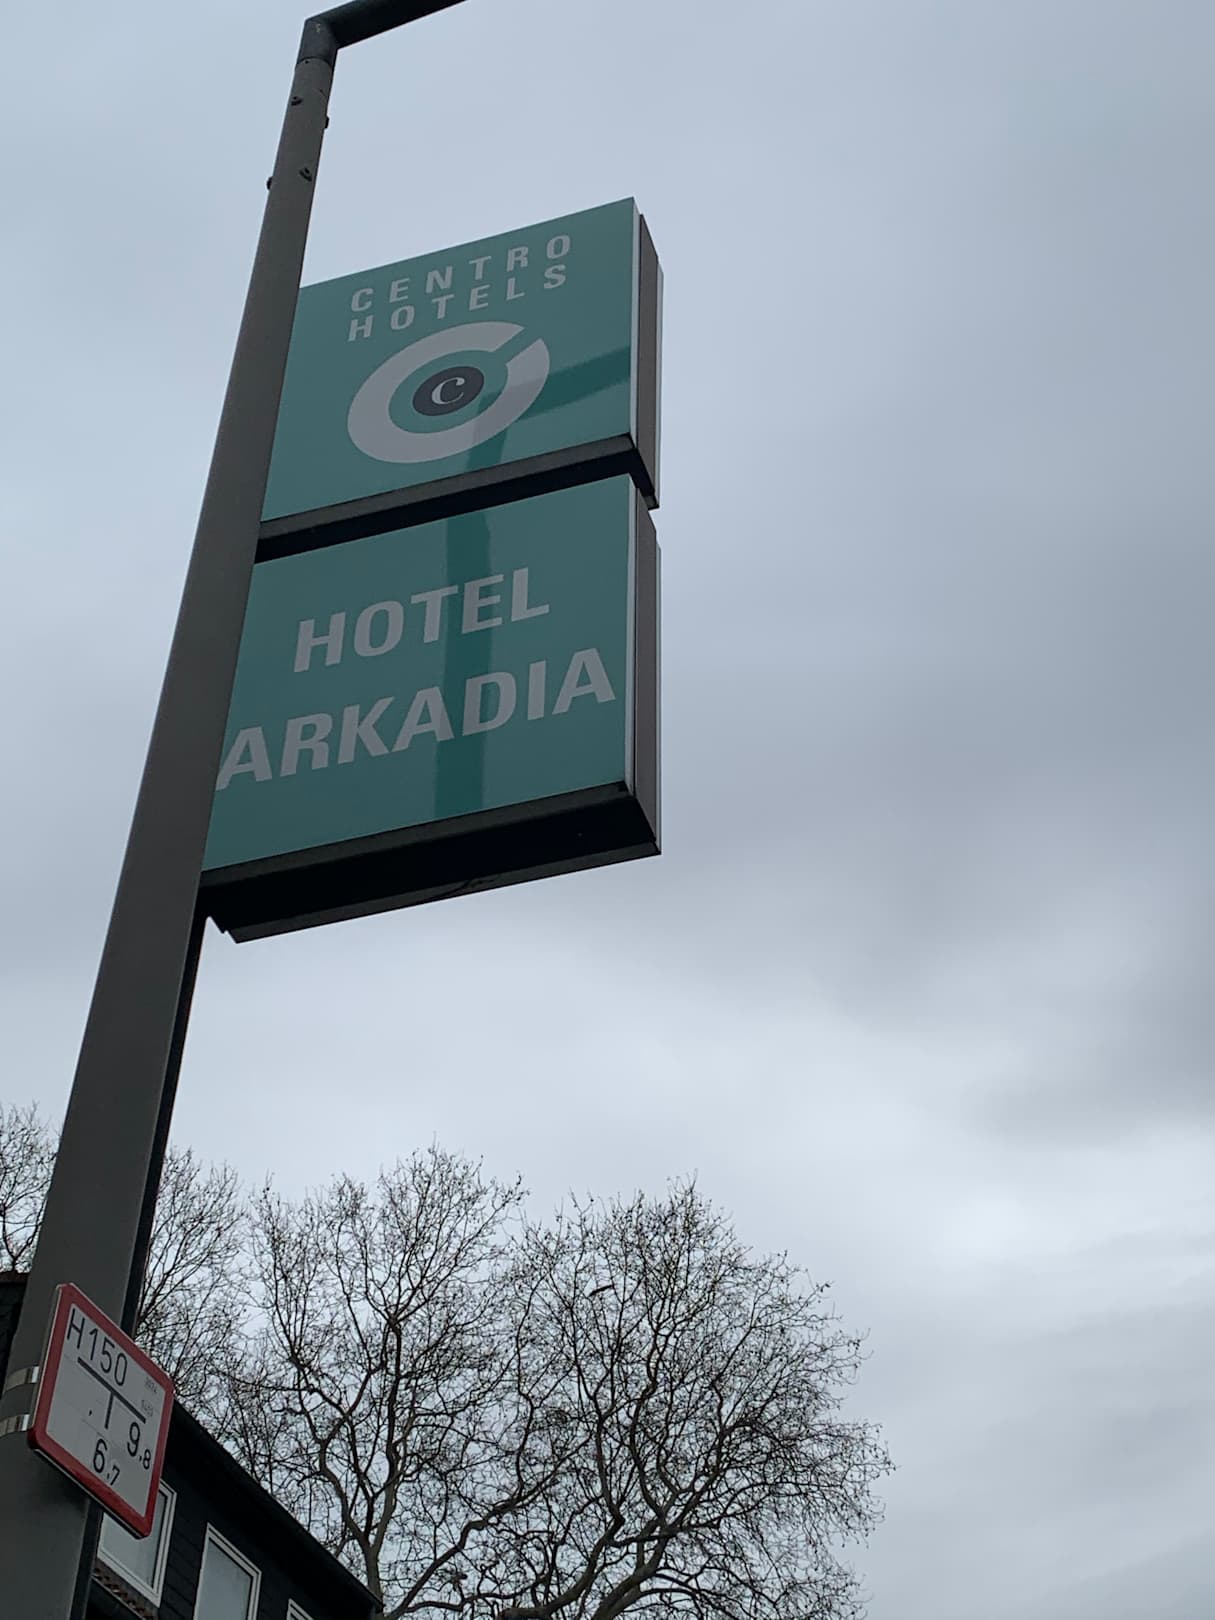 CENTRO
HOTELS
C
HOTEL
ARKADIA
H150
9.8
6.7